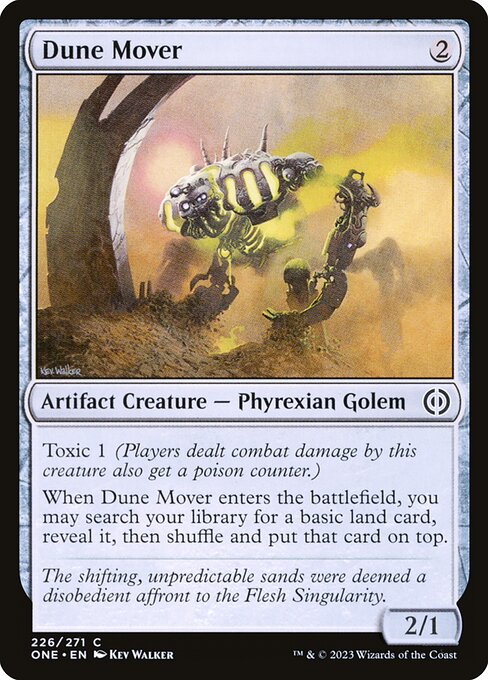 Dune Mover 2
Kev Walker
Artifact Creature — Phyrexian Golem
Toxic 1 (Players dealt combat damage by this
creature also get a poison counter.)
When Dune Mover enters the battlefield, you
may search your library for a basic land card,
reveal it, then shuffle and put that card on top.
The shifting, unpredictable sands were deemed a
disobedient affront to the Flesh Singularity.
2/1
226/271 C
ONE • EN Kev Walker ™ & © 2023 Wizards of the Coast